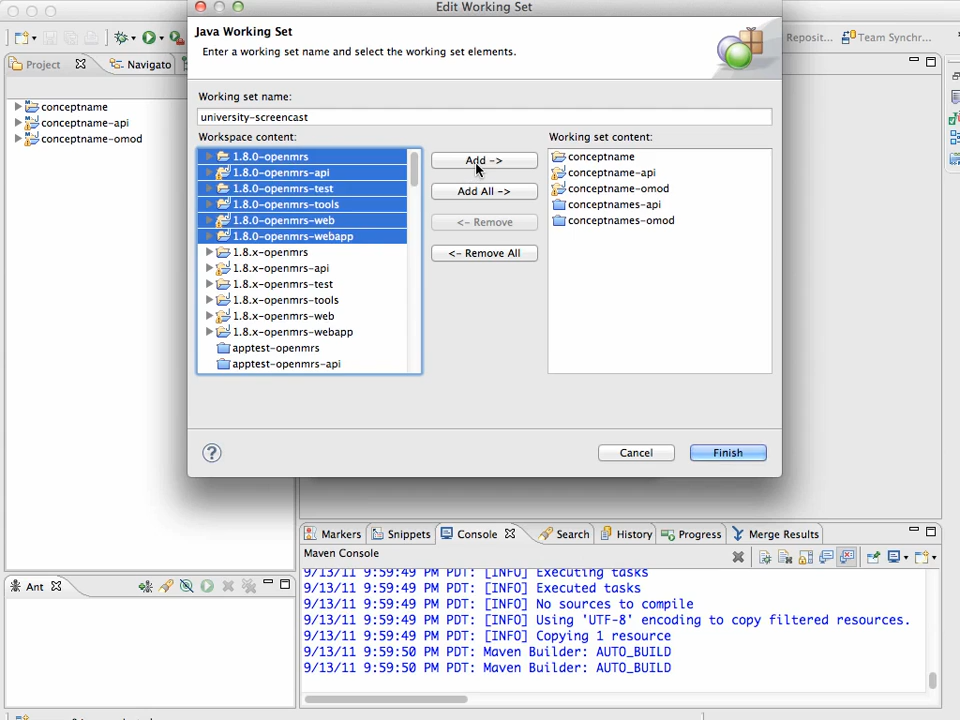 Edit Working Set
Java Working Set
Enter a working set name and select the working set elements.
Reposit...
Team Synchr...
Project
Navigato
conceptname
conceptname-api
conceptname-omod
Working set name:
university-screencast
Workspace content:
Working set content:
1.8.0-openmrs
1.8.0-openmrs-api
1.8.0-openmrs-test
1.8.0-openmrs-tools
1.8.0-openmrs-web
1.8.0-openmrs-webapp
1.8.x-openmrs
1.8.x-openmrs-api
1.8.x-openmrs-test
1.8.x-openmrs-tools
1.8.x-openmrs-web
1.8.x-openmrs-webapp
apptest-openmrs
apptest-openmrs-api
Add ->
Add All ->
<- Remove
<- Remove All
conceptname
conceptname-api
conceptname-omod
conceptnames-api
conceptnames-omod
?
Cancel
Finish
Markers
Snippets
Console
Search
History
Progress
Merge Results
Maven Console
9/13/11 9:59:49 PM PDT: [INFO] Executing tasks
9/13/11 9:59:49 PM PDT: [INFO] Executed tasks
9/13/11 9:59:49 PM PDT: [INFO] No sources to compile
9/13/11 9:59:49 PM PDT: [INFO] Using 'UTF-8' encoding to copy filtered resources.
9/13/11 9:59:49 PM PDT: [INFO] Copying 1 resource
9/13/11 9:59:50 PM PDT: Maven Builder: AUTO_BUILD
9/13/11 9:59:50 PM PDT: Maven Builder: AUTO_BUILD
Ant